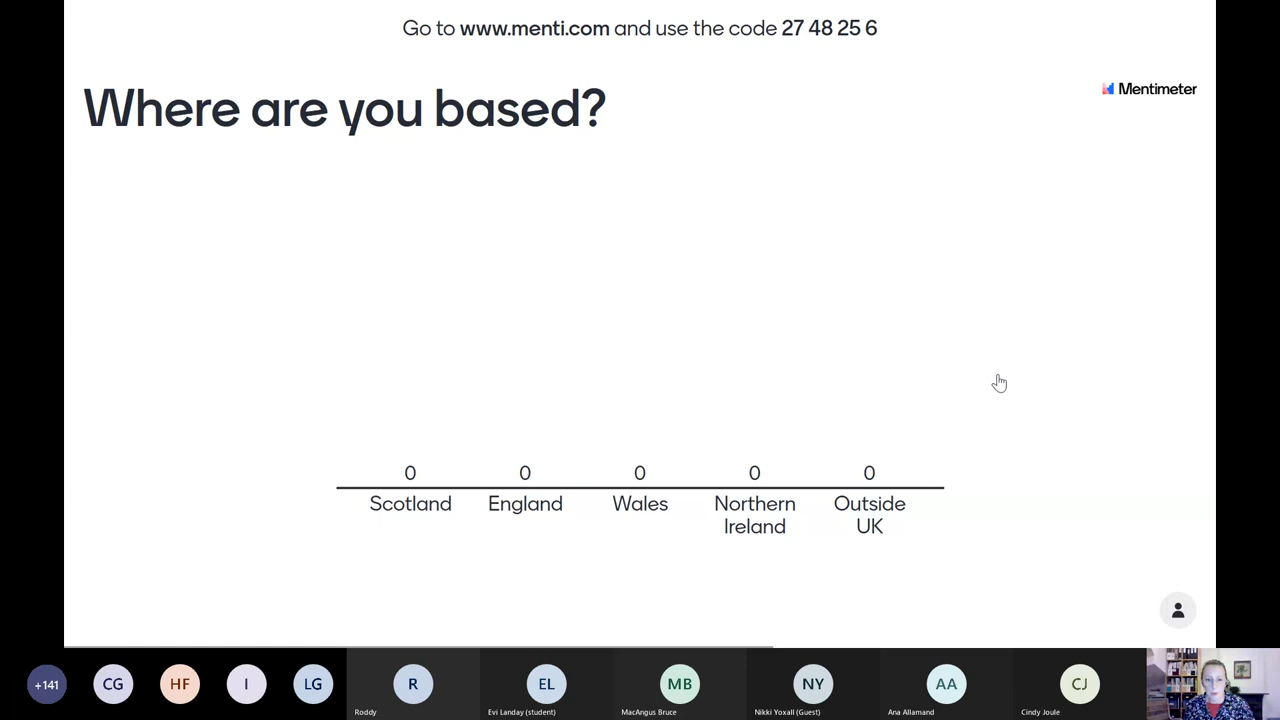 Go to www.menti.com and use the code 27 48 25 6
Where are you based?
Mentimeter
0 0 0 0 0
Scotland England Wales Northern Ireland Outside UK
+141 CG HF I LG R EL MB NY AA CJ
Roddy Evi Landay (student) MacAngus Bruce Nikki Yoxall (Guest) Ana Allamand Cindy Joule